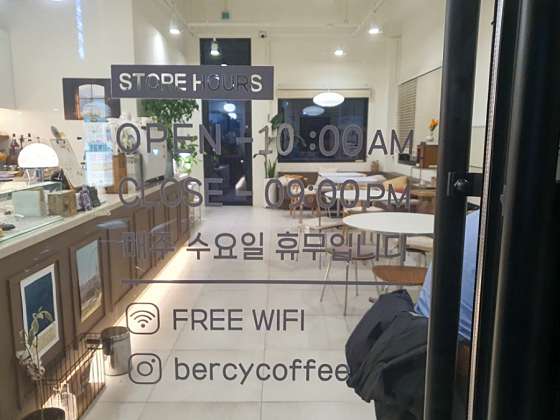 STORE HOURS
OPEN - 10:00AM
CLOSE - 09:00PM
매주 수요일 휴무입니다
FREE WIFI
bercycoffee